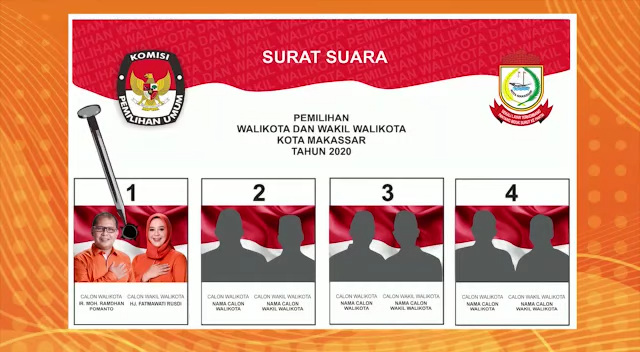 SURAT SUARA
KOMISI
PEMILIHAN UMUM
KOTA MAKASSAR
PEMILIHAN
WALIKOTA DAN WAKIL WALIKOTA
KOTA MAKASSAR
TAHUN 2020
1
2
3
4
CALON WALIKOTA CALON WAKIL WALIKOTA
IR. MOH. RAMDHAN HJ. FATMAWATI RUSDI
POMANTO
CALON WALIKOTA CALON WAKIL WALIKOTA
NAMA CALON NAMA CALON
WALIKOTA WAKIL WALIKOTA
CALON WALIKOTA CALON WAKIL WALIKOTA
NAMA CALON NAMA CALON
WALIKOTA WAKIL WALIKOTA
CALON WALIKOTA CALON WAKIL WALIKOTA
NAMA CALON NAMA CALON
WALIKOTA WAKIL WALIKOTA